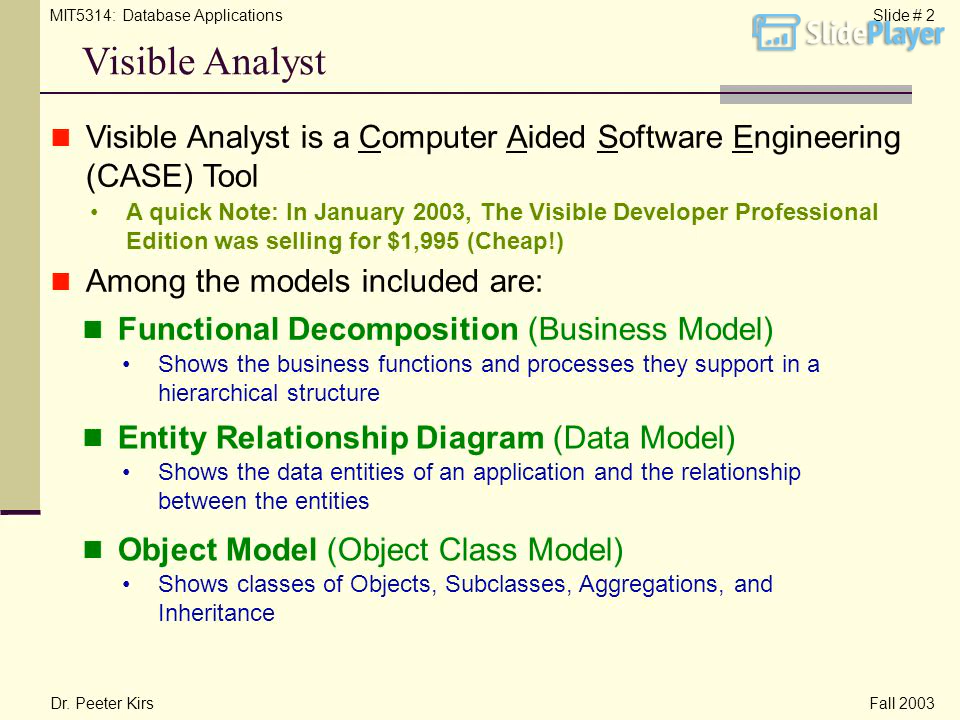 MIT5314: Database Applications
Slide # 2
SlidePlayer
Visible Analyst
Visible Analyst is a Computer Aided Software Engineering
(CASE) Tool
• A quick Note: In January 2003, The Visible Developer Professional
Edition was selling for $1,995 (Cheap!)
Among the models included are:
Functional Decomposition (Business Model)
• Shows the business functions and processes they support in a
hierarchical structure
Entity Relationship Diagram (Data Model)
• Shows the data entities of an application and the relationship
between the entities
Object Model (Object Class Model)
• Shows classes of Objects, Subclasses, Aggregations, and
Inheritance
Dr. Peeter Kirs
Fall 2003